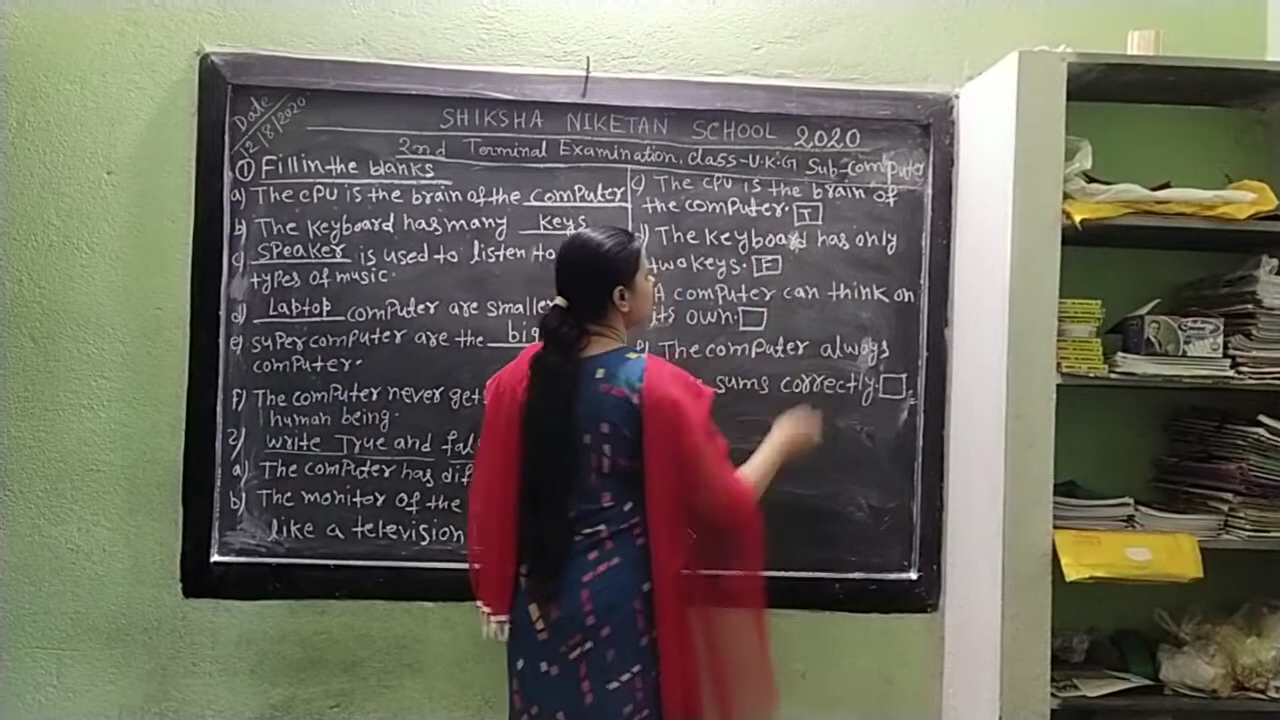 Date
12/8/2020
SHIKSHA NIKETAN SCHOOL 2020
2nd Terminal Examination, Class-U.K.G Sub-Computer
① Fill in the blanks
a) The CPU is the brain of the computer
b) The keyboard has many keys
c) Speaker is used to listen to
types of music.
d) Laptop computer are smaller
e) super computer are the big
computer.
f) The computer never gets
human being.
2) write True and
a) The computer has
b) The monitor of the
like a television
c) The CPU is the brain of
the computer. T
d) The keyboard has only
two keys. F
A computer can think on
its own.
f) The computer always
sums correctly.